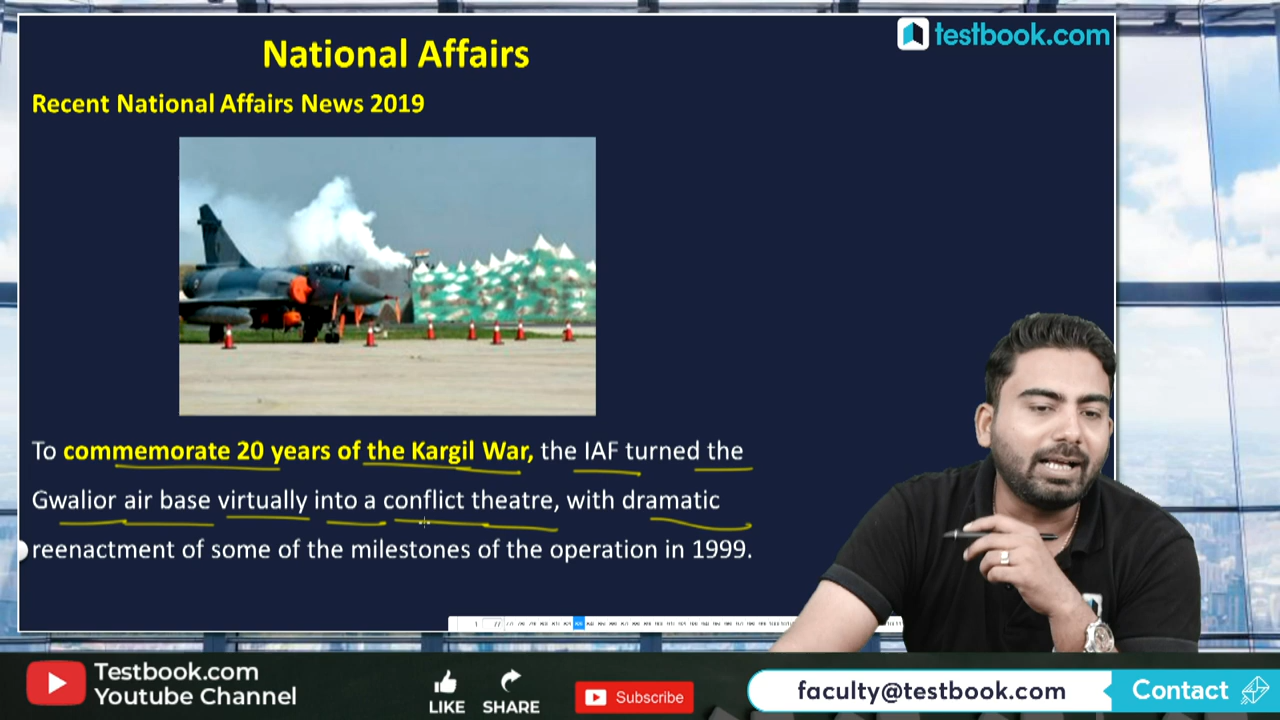 National Affairs
testbook.com
Recent National Affairs News 2019
To commemorate 20 years of the Kargil War, the IAF turned the
Gwalior air base virtually into a conflict theatre, with dramatic
reenactment of some of the milestones of the operation in 1999.
Testbook.com
Youtube Channel
LIKE
SHARE
Subscribe
faculty@testbook.com
Contact